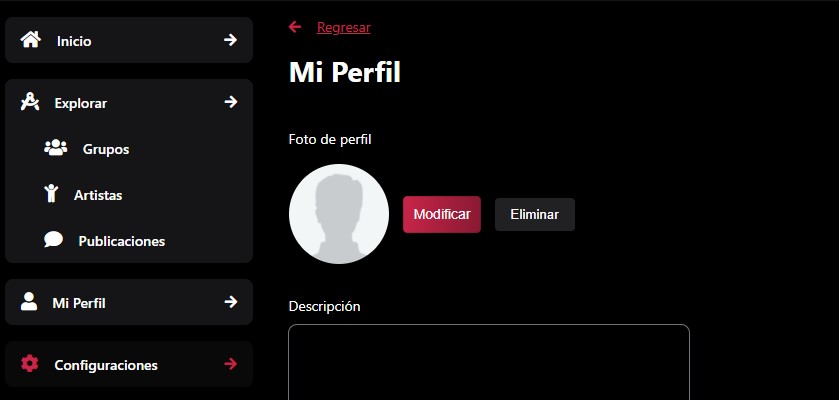 Inicio
Explorar
Grupos
Artistas
Publicaciones
Mi Perfil
Configuraciones
Regresar
Mi Perfil
Foto de perfil
Modificar
Eliminar
Descripción